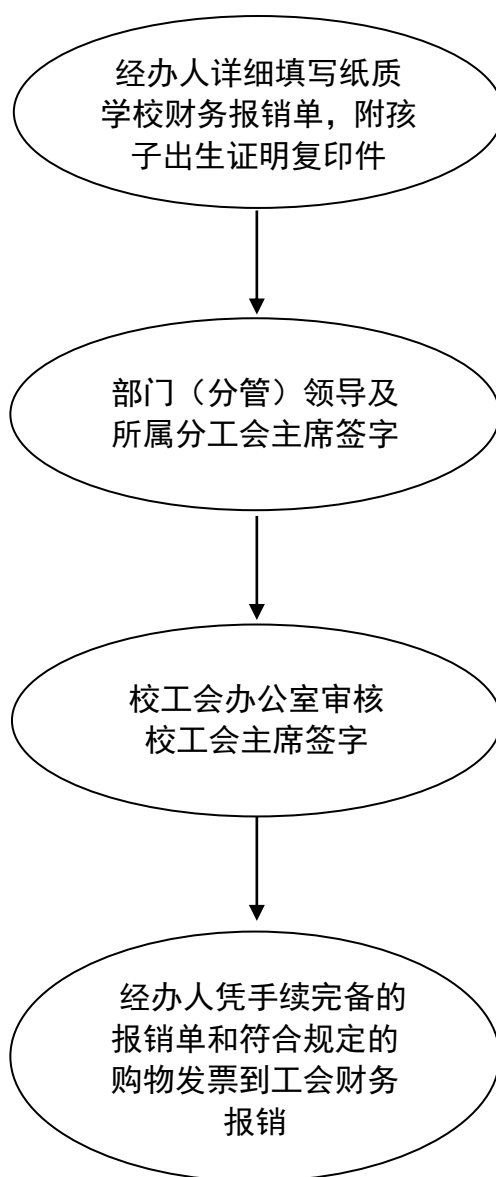 经办人详细填写纸质
学校财务报销单，附孩
子出生证明复印件
部门（分管）领导及
所属分工会主席签字
校工会办公室审核
校工会主席签字
经办人凭手续完备的
报销单和符合规定的
购物发票到工会财务
报销